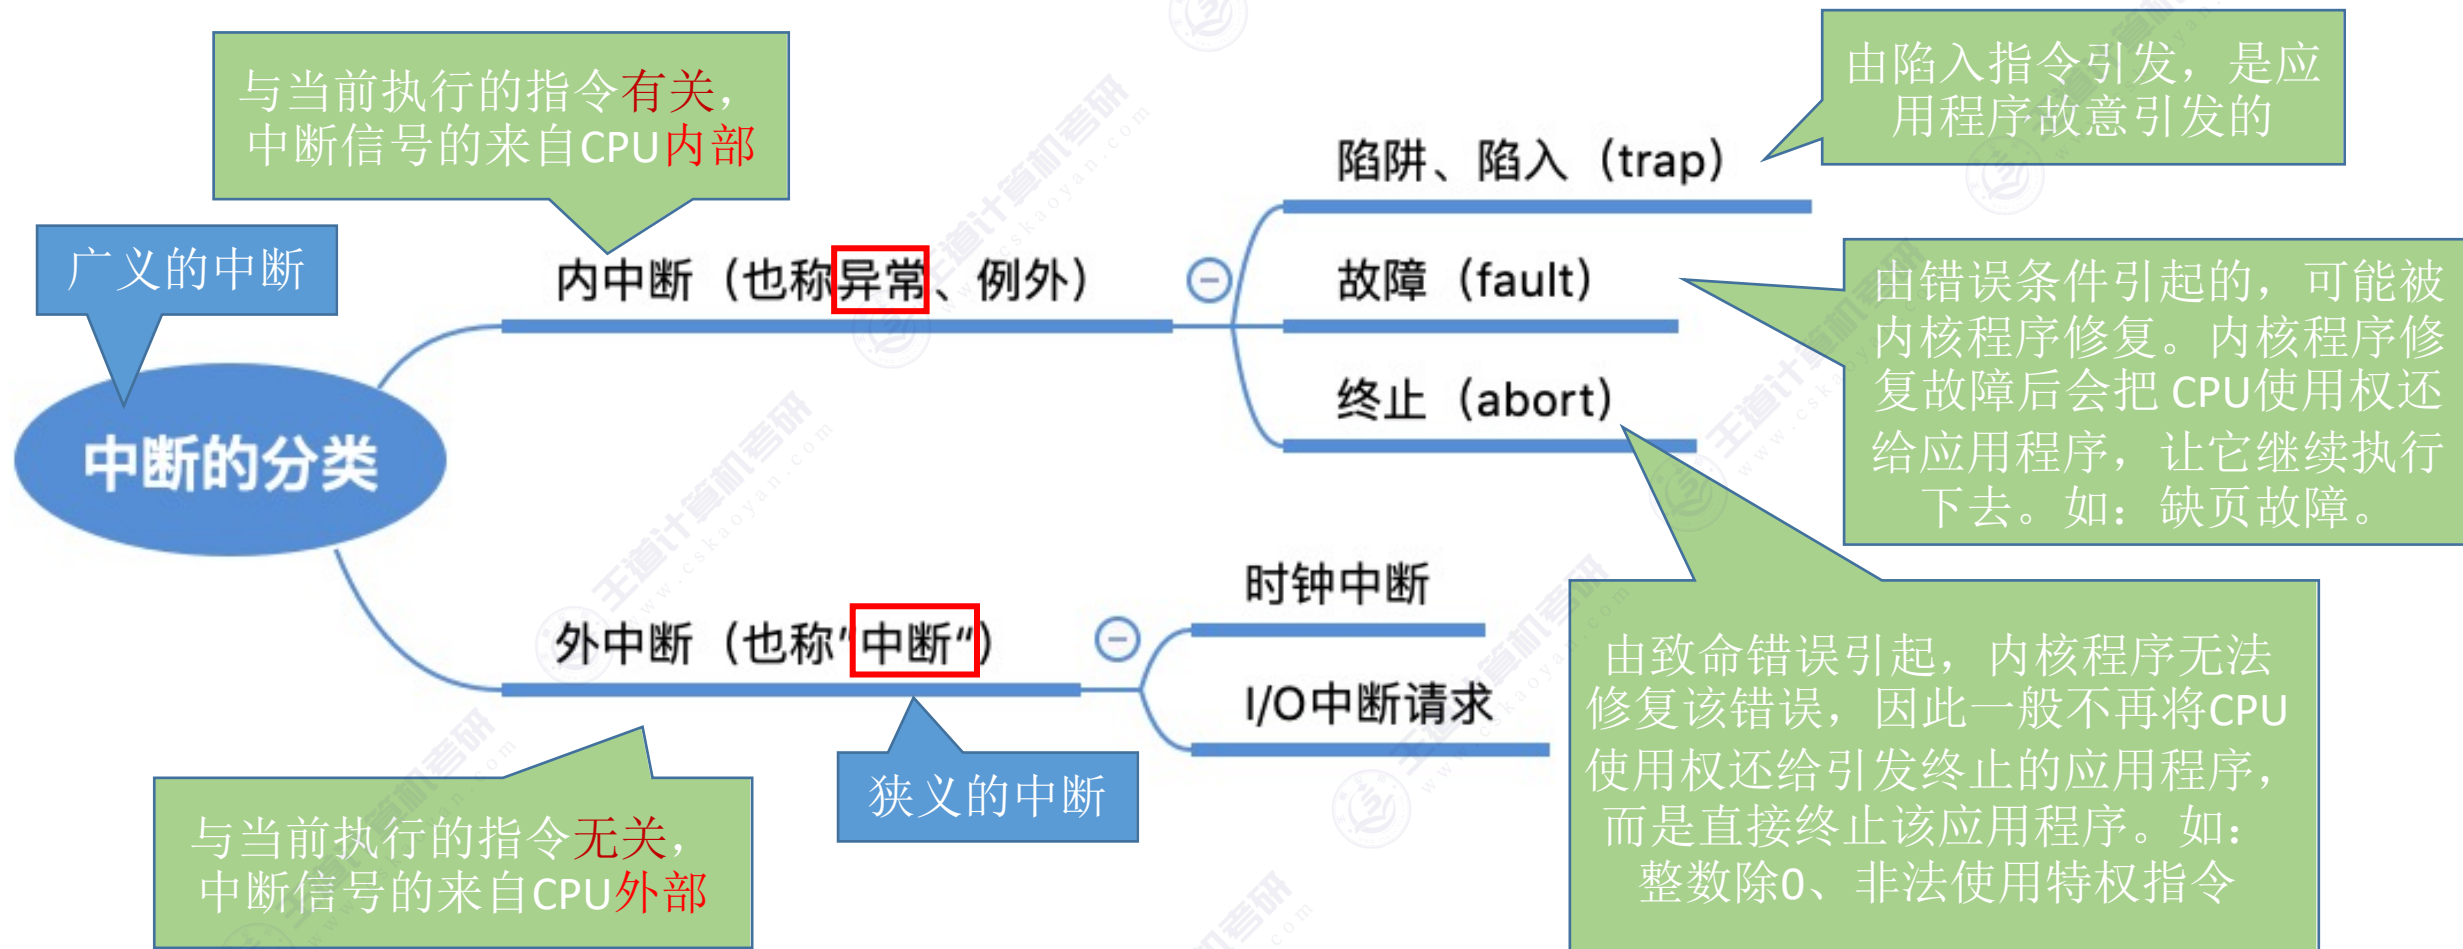 与当前执行的指令有关，
中断信号的来自CPU内部
由陷入指令引发，是应
用程序故意引发的
陷阱、陷入（trap）
广义的中断
内中断（也称异常、例外）
故障（fault）
由错误条件引起的，可能被
内核程序修复。内核程序修
复故障后会把 CPU使用权还
给应用程序，让它继续执行
下去。如：缺页故障。
终止（abort）
中断的分类
时钟中断
外中断（也称“中断“）
I/O中断请求
由致命错误引起，内核程序无法
修复该错误，因此一般不再将CPU
使用权还给引发终止的应用程序，
而是直接终止该应用程序。如：
整数除0、非法使用特权指令
狭义的中断
与当前执行的指令无关，
中断信号的来自CPU外部
王道计算机考研
www.cskaoyan.com